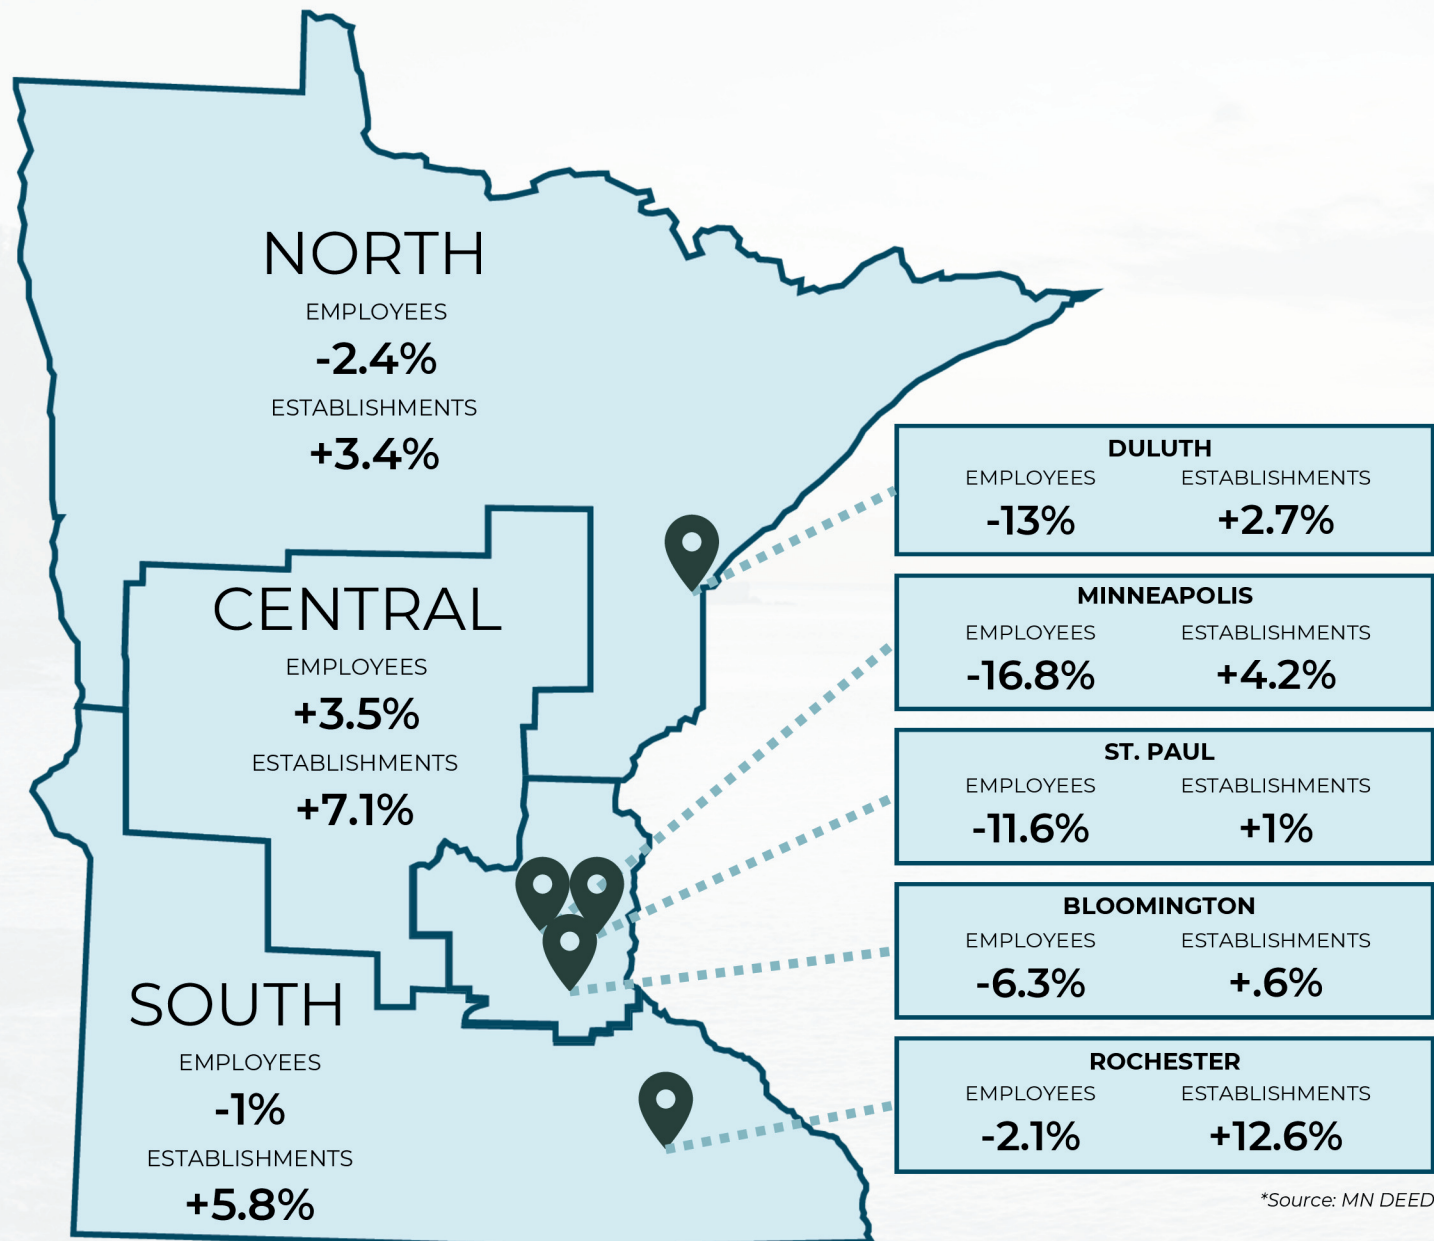 NORTH
EMPLOYEES
-2.4%
ESTABLISHMENTS
+3.4%
CENTRAL
EMPLOYEES
+3.5%
ESTABLISHMENTS
+7.1%
SOUTH
EMPLOYEES
-1%
ESTABLISHMENTS
+5.8%
DULUTH
EMPLOYEES ESTABLISHMENTS
-13% +2.7%
MINNEAPOLIS
EMPLOYEES ESTABLISHMENTS
-16.8% +4.2%
ST. PAUL
EMPLOYEES ESTABLISHMENTS
-11.6% +1%
BLOOMINGTON
EMPLOYEES ESTABLISHMENTS
-6.3% +.6%
ROCHESTER
EMPLOYEES ESTABLISHMENTS
-2.1% +12.6%
*Source: MN DEED